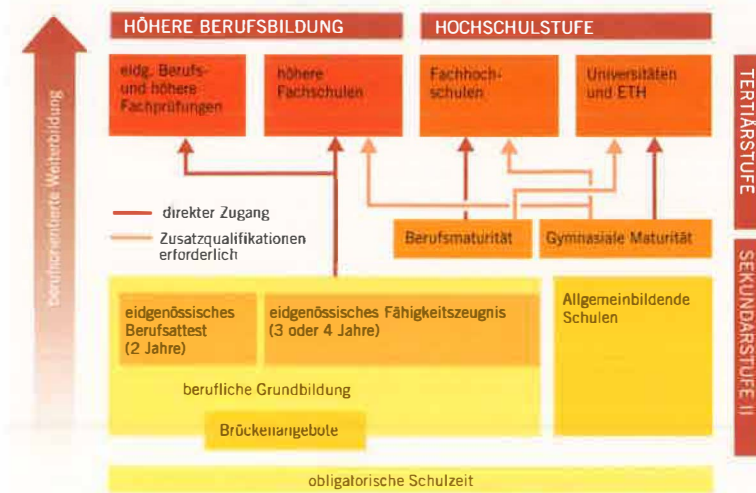 HÖHERE BERUFSBILDUNG
HOCHSCHULSTUFE
eidg. Berufs-
und höhere
Fachprüfungen
höhere
Fachschulen
Fachhoch-
schulen
Universitäten
und ETH
TERTIÄRSTUFE
berufsorientierte Weiterbildung
direkter Zugang
Zusatzqualifikationen
erforderlich
Berufsmaturität
Gymnasiale Maturität
SEKUNDARSTUFE II
eidgenössisches
Berufsattest
(2 Jahre)
eidgenössisches Fähigkeitszeugnis
(3 oder 4 Jahre)
Allgemeinbildende
Schulen
berufliche Grundbildung
Brückenangebote
obligatorische Schulzeit